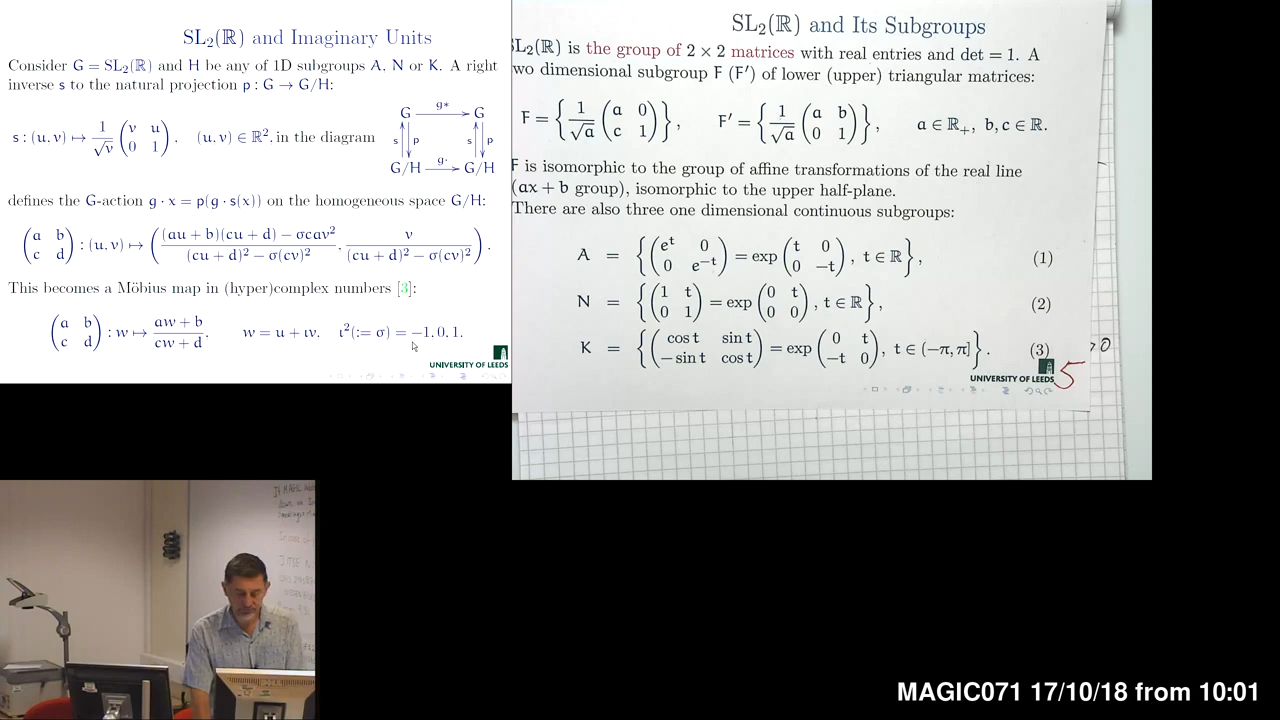 SL₂(ℝ) and Imaginary Units
Consider G = SL₂(ℝ) and H be any of 1D subgroups A, N or K. A right
inverse s to the natural projection p : G → G/H:
s : (u, v) ↦ 1/√v (v u; 0 1), (u, v) ∈ ℝ², in the diagram
G g* G
s p s p
G/H g· G/H
defines the G-action g · x = p(g · s(x)) on the homogeneous space G/H:
(a b; c d) : (u, v) ↦ ( ((au + b)(cu + d) − σcav²)/((cu + d)² − σ(cv)²), v/((cu + d)² − σ(cv)²) ).
This becomes a Möbius map in (hyper)complex numbers [3]:
(a b; c d) : w ↦ (aw + b)/(cw + d), w = u + ιv, ι²(:= σ) = −1, 0, 1.
UNIVERSITY OF LEEDS
SL₂(ℝ) and Its Subgroups
SL₂(ℝ) is the group of 2 × 2 matrices with real entries and det = 1. A
wo dimensional subgroup F (F′) of lower (upper) triangular matrices:
F = { 1/√a (a 0; c 1) }, F′ = { 1/√a (a b; 0 1) }, a ∈ ℝ₊, b, c ∈ ℝ.
F is isomorphic to the group of affine transformations of the real line
(ax + b group), isomorphic to the upper half-plane.
There are also three one dimensional continuous subgroups:
A = { (eᵗ 0; 0 e⁻ᵗ) = exp (t 0; 0 −t), t ∈ ℝ }, (1)
N = { (1 t; 0 1) = exp (0 t; 0 0), t ∈ ℝ }, (2)
K = { (cos t sin t; − sin t cos t) = exp (0 t; −t 0), t ∈ (−π, π] }. (3)
>0
UNIVERSITY OF LEEDS
5
MAGIC071 17/10/18 from 10:01